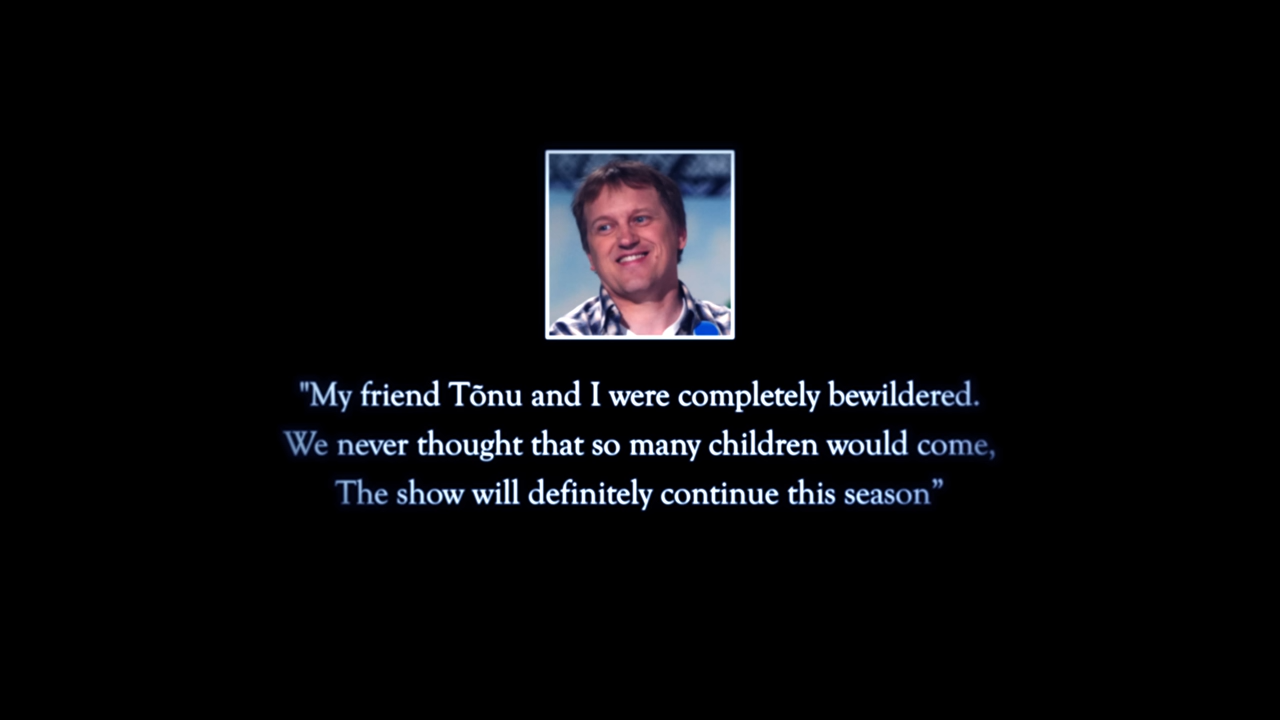 "My friend Tõnu and I were completely bewildered.
We never thought that so many children would come,
The show will definitely continue this season”